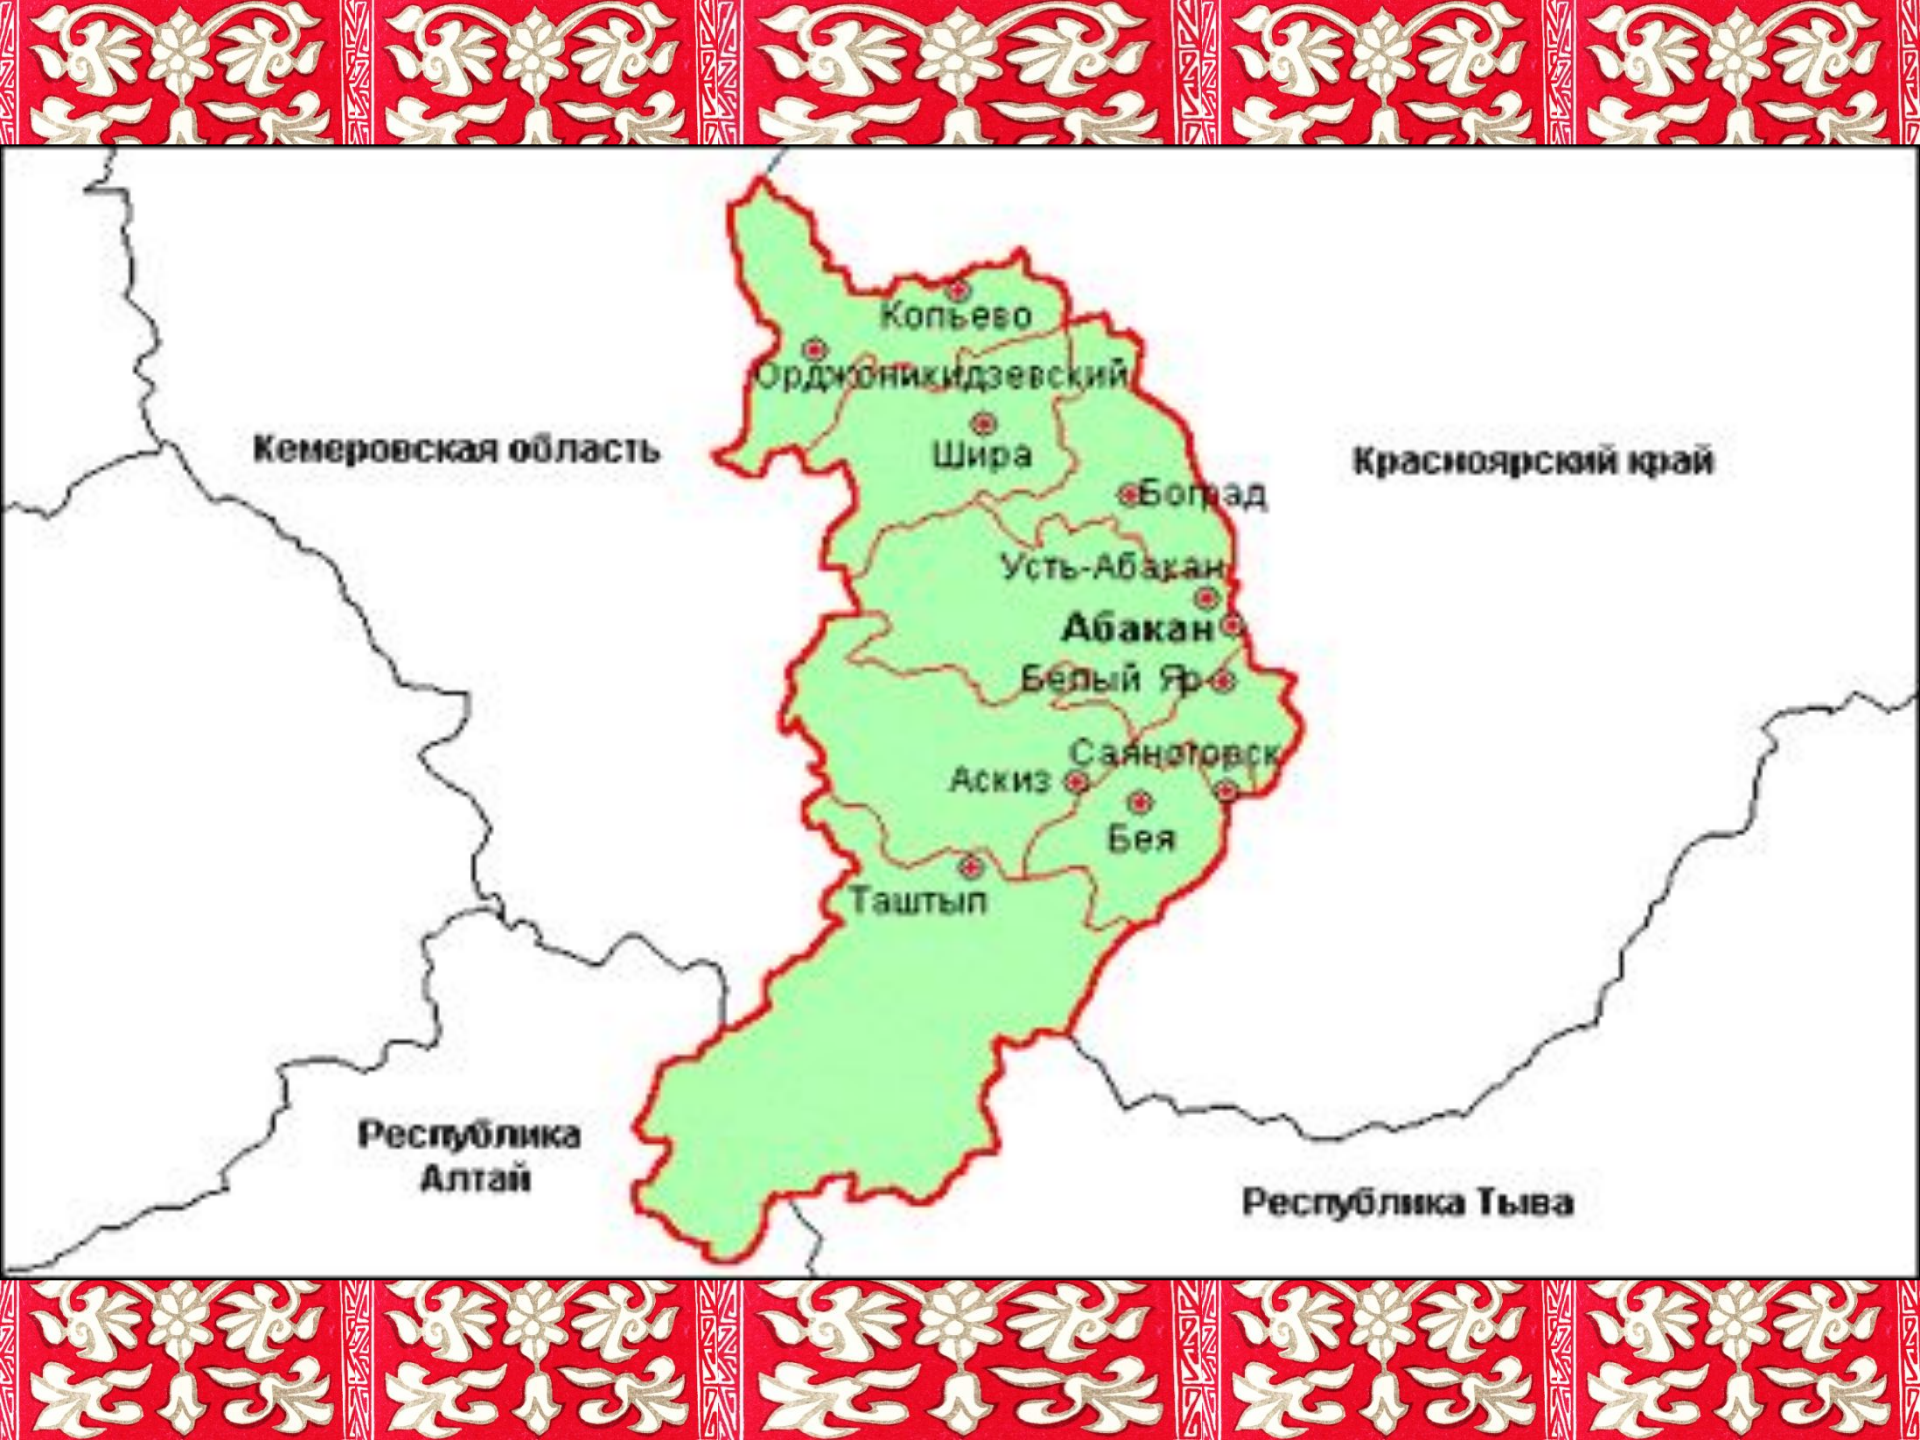 Копьево
Орджоникидзевский
Кемеровская область
Шира
Красноярский край
Боград
Усть-Абакан
Абакан
Белый Яр
Саяногорск
Аскиз
Бея
Таштып
Республика
Алтай
Республика Тыва